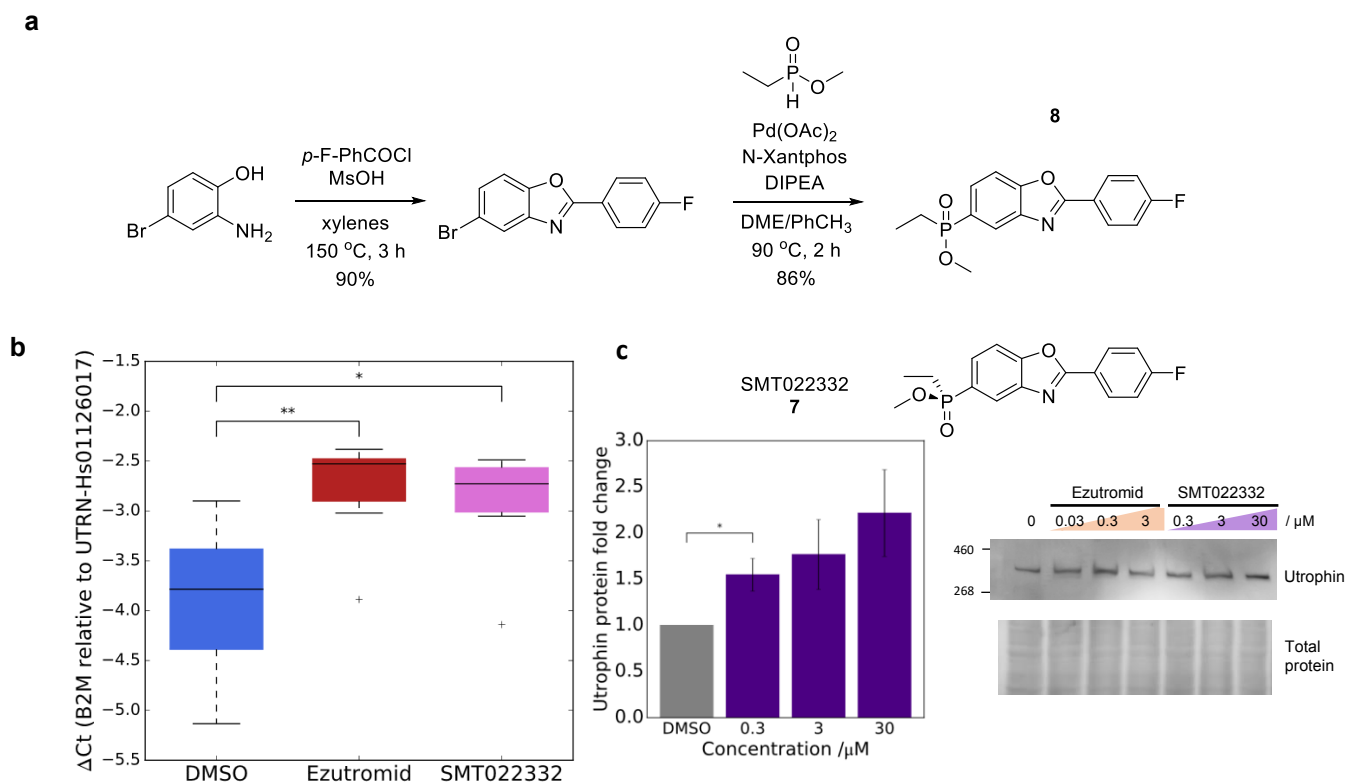 a
O
P
H
O
8
Pd(OAc)2
N-Xantphos
DIPEA
DME/PhCH3
90 °C, 2 h
86%
OH
NH2
Br
p-F-PhCOCl
MsOH
xylenes
150 °C, 3 h
90%
O
N
Br
F
O
P
O
O
N
F
b
ΔCt (B2M relative to UTRN-Hs01126017)
−1.5
−2.0
−2.5
−3.0
−3.5
−4.0
−4.5
−5.0
−5.5
*
**
DMSO
Ezutromid
SMT022332
c
SMT022332
7
O
P
O
O
N
F
Utrophin protein fold change
3.0
2.5
2.0
1.5
1.0
0.5
0.0
*
DMSO
0.3
3
30
Concentration /μM
Ezutromid SMT022332
0 0.03 0.3 3 0.3 3 30 / μM
460
268
Utrophin
Total
protein